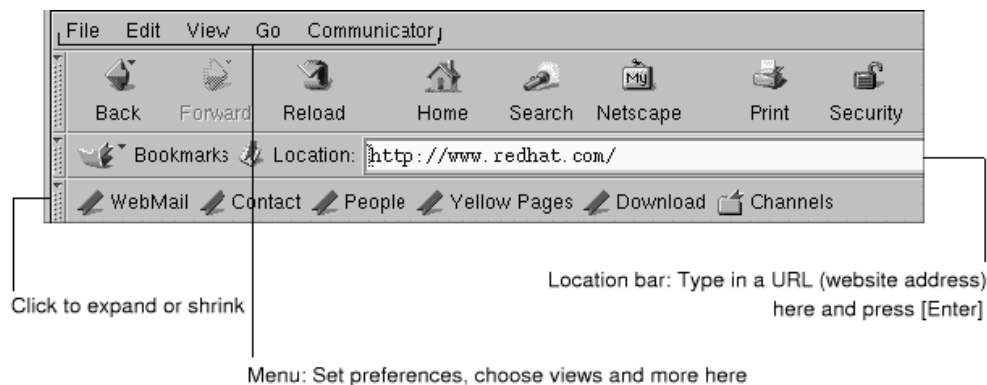 File Edit View Go Communicator
Back Forward Reload Home Search My Netscape Print Security
Bookmarks Location: http://www.redhat.com/
WebMail Contact People Yellow Pages Download Channels
Location bar: Type in a URL (website address)
here and press [Enter]
Click to expand or shrink
Menu: Set preferences, choose views and more here